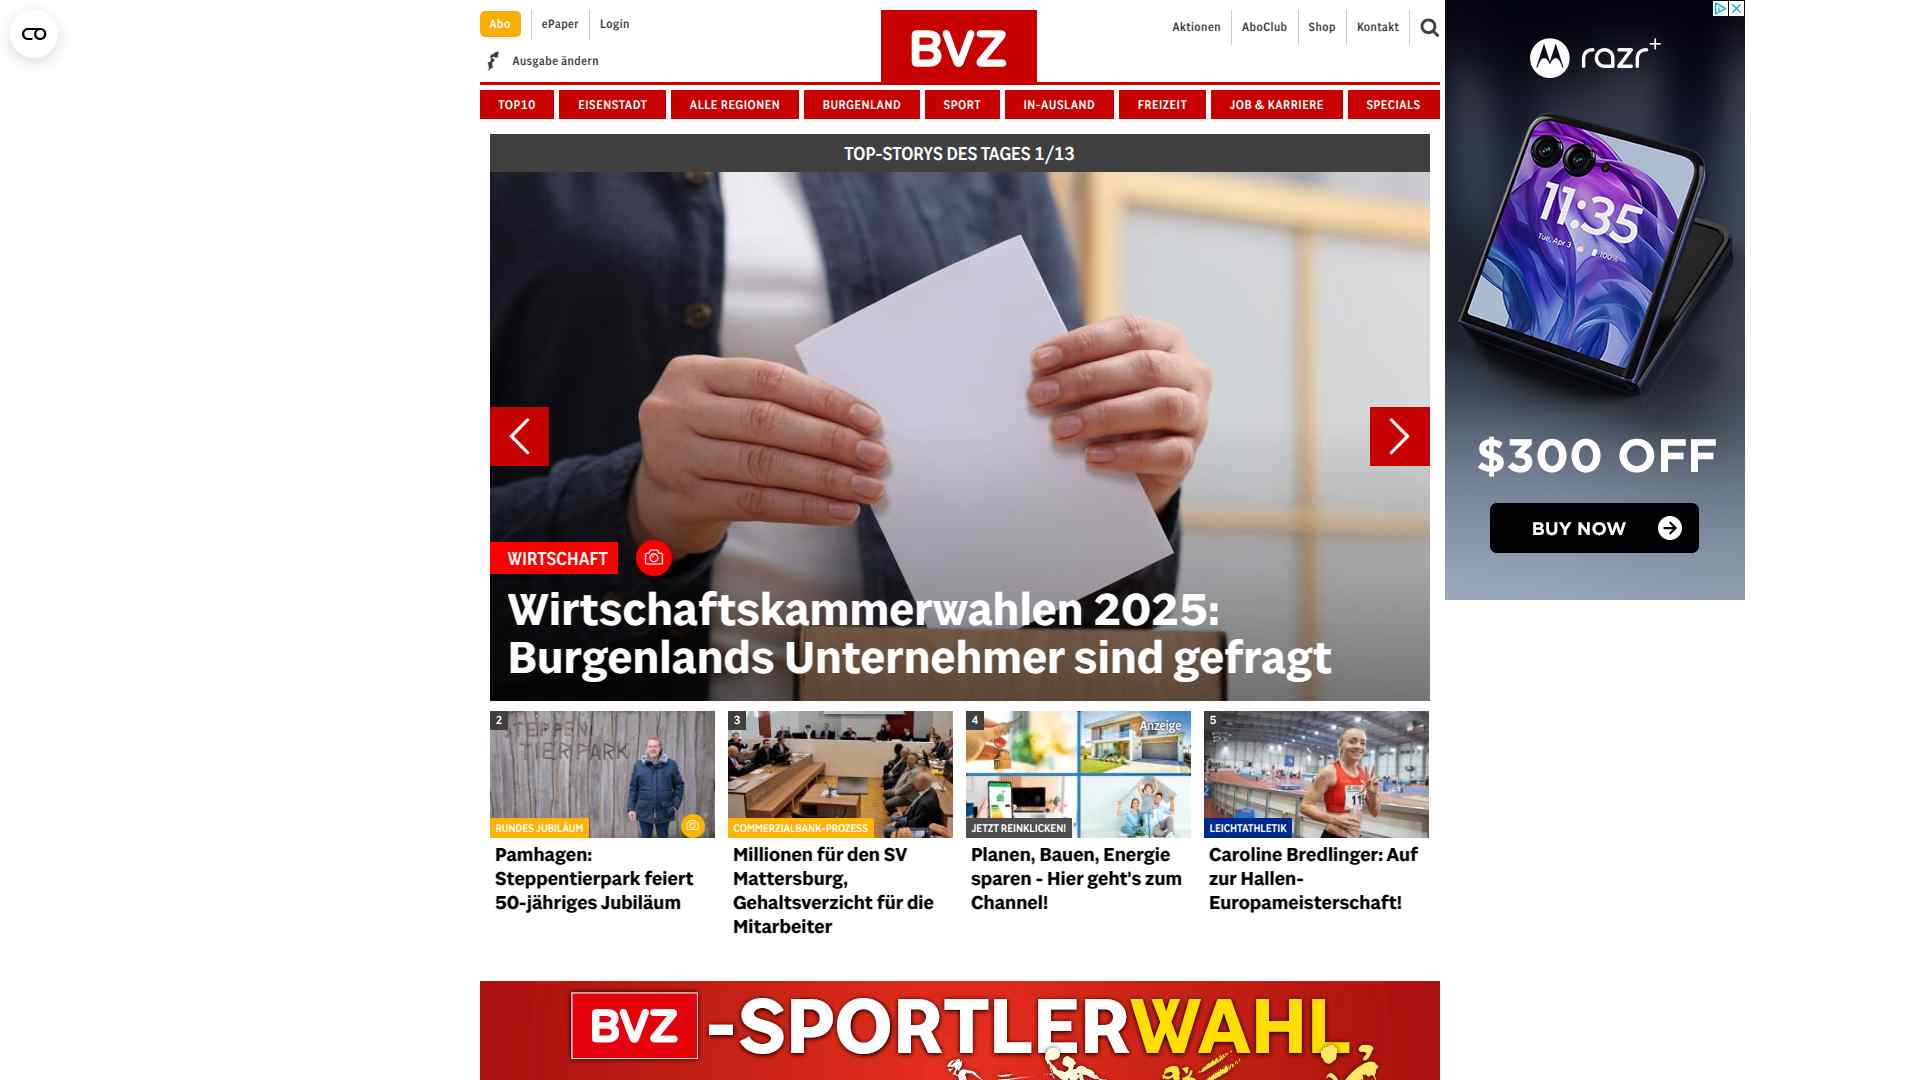 Abo
ePaper
Login
Ausgabe ändern
BVZ
Aktionen
AboClub
Shop
Kontakt
TOP10
EISENSTADT
ALLE REGIONEN
BURGENLAND
SPORT
IN-AUSLAND
FREIZEIT
JOB & KARRIERE
SPECIALS
TOP-STORYS DES TAGES 1/13
WIRTSCHAFT
Wirtschaftskammerwahlen 2025:
Burgenlands Unternehmer sind gefragt
2
STEPPEN
TIERPARK
RUNDES JUBILÄUM
Pamhagen:
Steppentierpark feiert
50-jähriges Jubiläum
3
COMMERZIALBANK-PROZESS
Millionen für den SV
Mattersburg,
Gehaltsverzicht für die
Mitarbeiter
4
Anzeige
JETZT REINKLICKEN!
Planen, Bauen, Energie
sparen - Hier geht's zum
Channel!
5
LEICHTATHLETIK
Caroline Bredlinger: Auf
zur Hallen-
Europameisterschaft!
BVZ -SPORTLERWAHL
razr+
11:35
Tue, Apr 3
100%
$300 OFF
BUY NOW